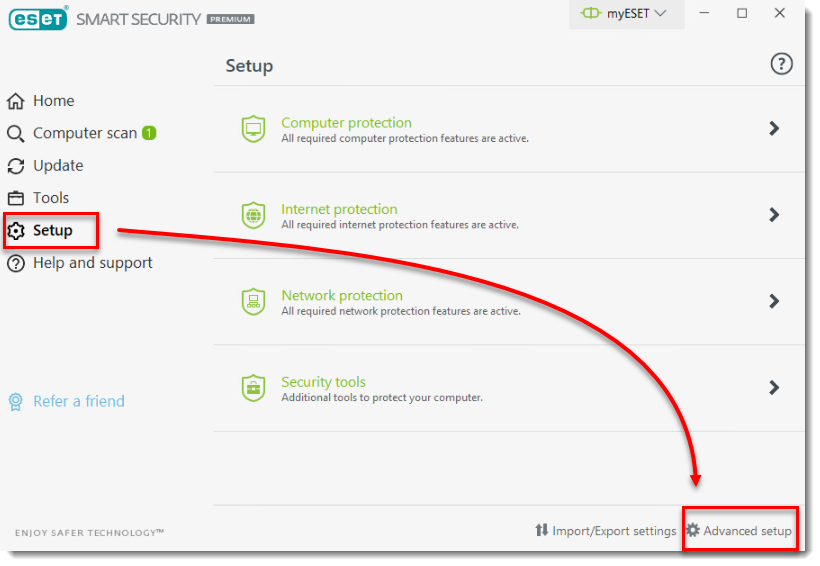 eset® SMART SECURITY PREMIUM
myESET
Setup
?
Home
Computer scan 1
Update
Tools
Setup
Help and support
Refer a friend
Computer protection
All required computer protection features are active.
Internet protection
All required internet protection features are active.
Network protection
All required network protection features are active.
Security tools
Additional tools to protect your computer.
ENJOY SAFER TECHNOLOGY™
Import/Export settings
Advanced setup